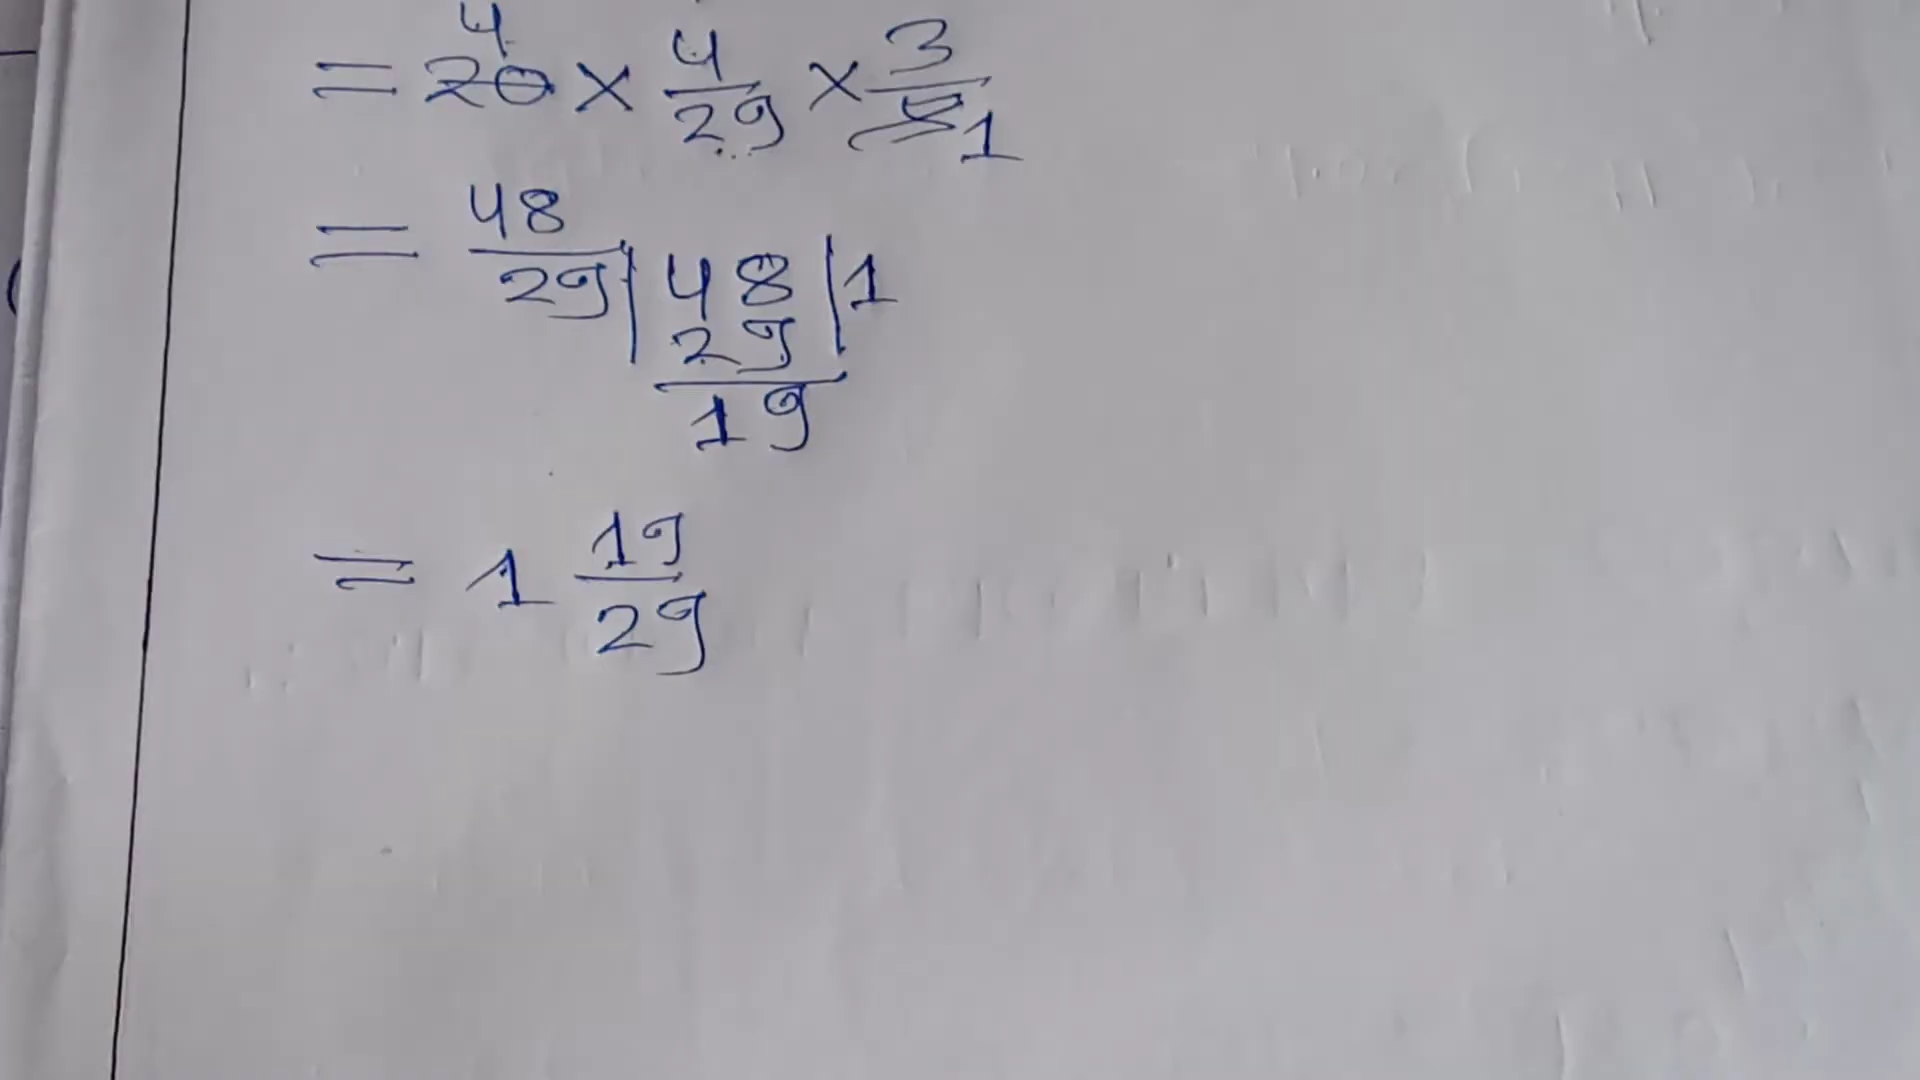 4
= 20 × 4/29 × 3/5 1
= 48/29 | 48 | 1
29
19
= 1 19/29